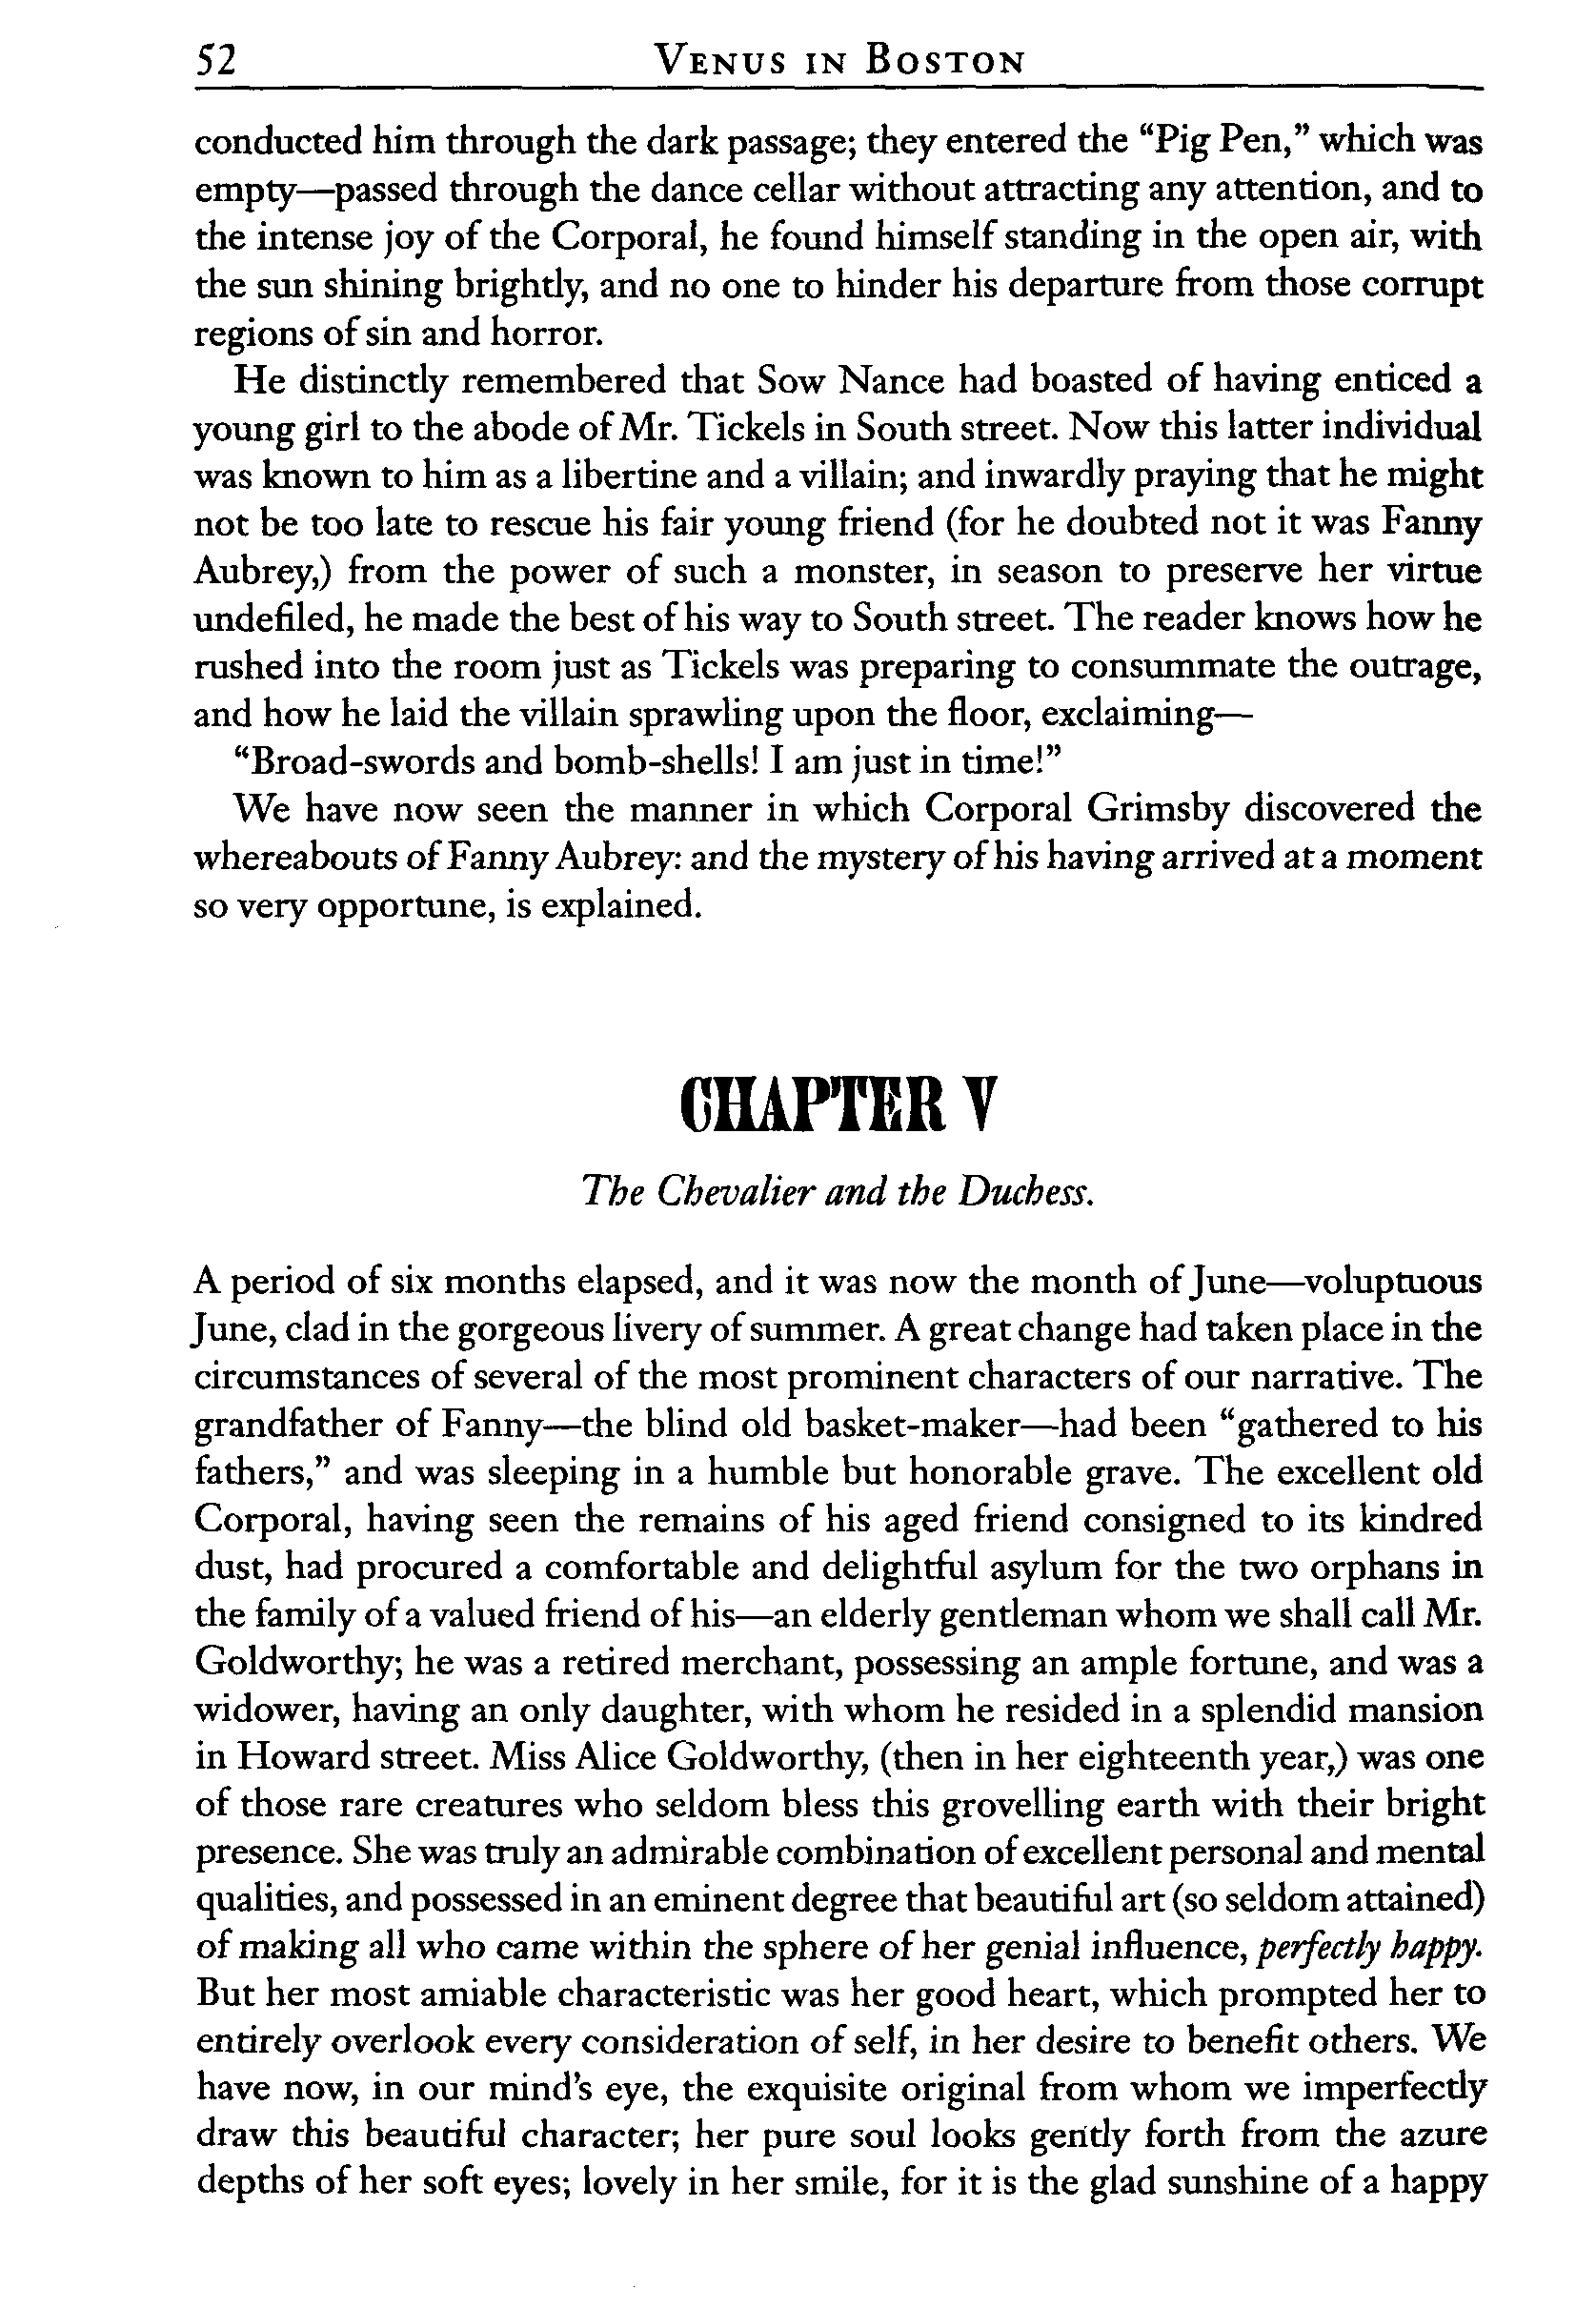 52 VENUS IN BOSTON
conducted him through the dark passage; they entered the “Pig Pen,” which was
empty—passed through the dance cellar without attracting any attention, and to
the intense joy of the Corporal, he found himself standing in the open air, with
the sun shining brightly, and no one to hinder his departure from those corrupt
regions of sin and horror.
He distinctly remembered that Sow Nance had boasted of having enticed a
young girl to the abode of Mr. Tickels in South street. Now this latter individual
was known to him as a libertine and a villain; and inwardly praying that he might
not be too late to rescue his fair young friend (for he doubted not it was Fanny
Aubrey,) from the power of such a monster, in season to preserve her virtue
undefiled, he made the best of his way to South street. The reader knows how he
rushed into the room just as Tickels was preparing to consummate the outrage,
and how he laid the villain sprawling upon the floor, exclaiming—
“Broad-swords and bomb-shells! I am just in time!”
We have now seen the manner in which Corporal Grimsby discovered the
whereabouts of Fanny Aubrey: and the mystery of his having arrived at a moment
so very opportune, is explained.
CHAPTER V
The Chevalier and the Duchess.
A period of six months elapsed, and it was now the month of June—voluptuous
June, clad in the gorgeous livery of summer. A great change had taken place in the
circumstances of several of the most prominent characters of our narrative. The
grandfather of Fanny—the blind old basket-maker—had been “gathered to his
fathers,” and was sleeping in a humble but honorable grave. The excellent old
Corporal, having seen the remains of his aged friend consigned to its kindred
dust, had procured a comfortable and delightful asylum for the two orphans in
the family of a valued friend of his—an elderly gentleman whom we shall call Mr.
Goldworthy; he was a retired merchant, possessing an ample fortune, and was a
widower, having an only daughter, with whom he resided in a splendid mansion
in Howard street. Miss Alice Goldworthy, (then in her eighteenth year,) was one
of those rare creatures who seldom bless this grovelling earth with their bright
presence. She was truly an admirable combination of excellent personal and mental
qualities, and possessed in an eminent degree that beautiful art (so seldom attained)
of making all who came within the sphere of her genial influence, perfectly happy.
But her most amiable characteristic was her good heart, which prompted her to
entirely overlook every consideration of self, in her desire to benefit others. We
have now, in our mind’s eye, the exquisite original from whom we imperfectly
draw this beautiful character; her pure soul looks gently forth from the azure
depths of her soft eyes; lovely in her smile, for it is the glad sunshine of a happy